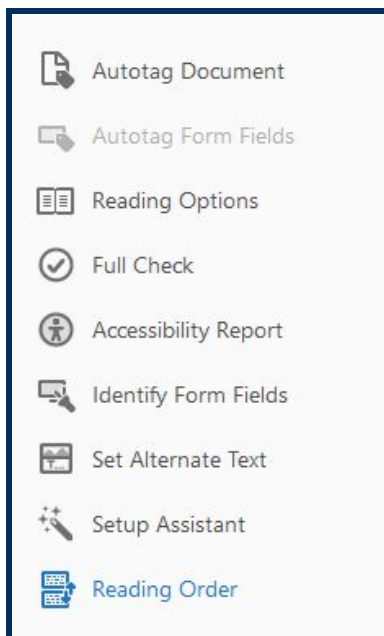 Autotag Document
Autotag Form Fields
Reading Options
Full Check
Accessibility Report
Identify Form Fields
Set Alternate Text
Setup Assistant
Reading Order